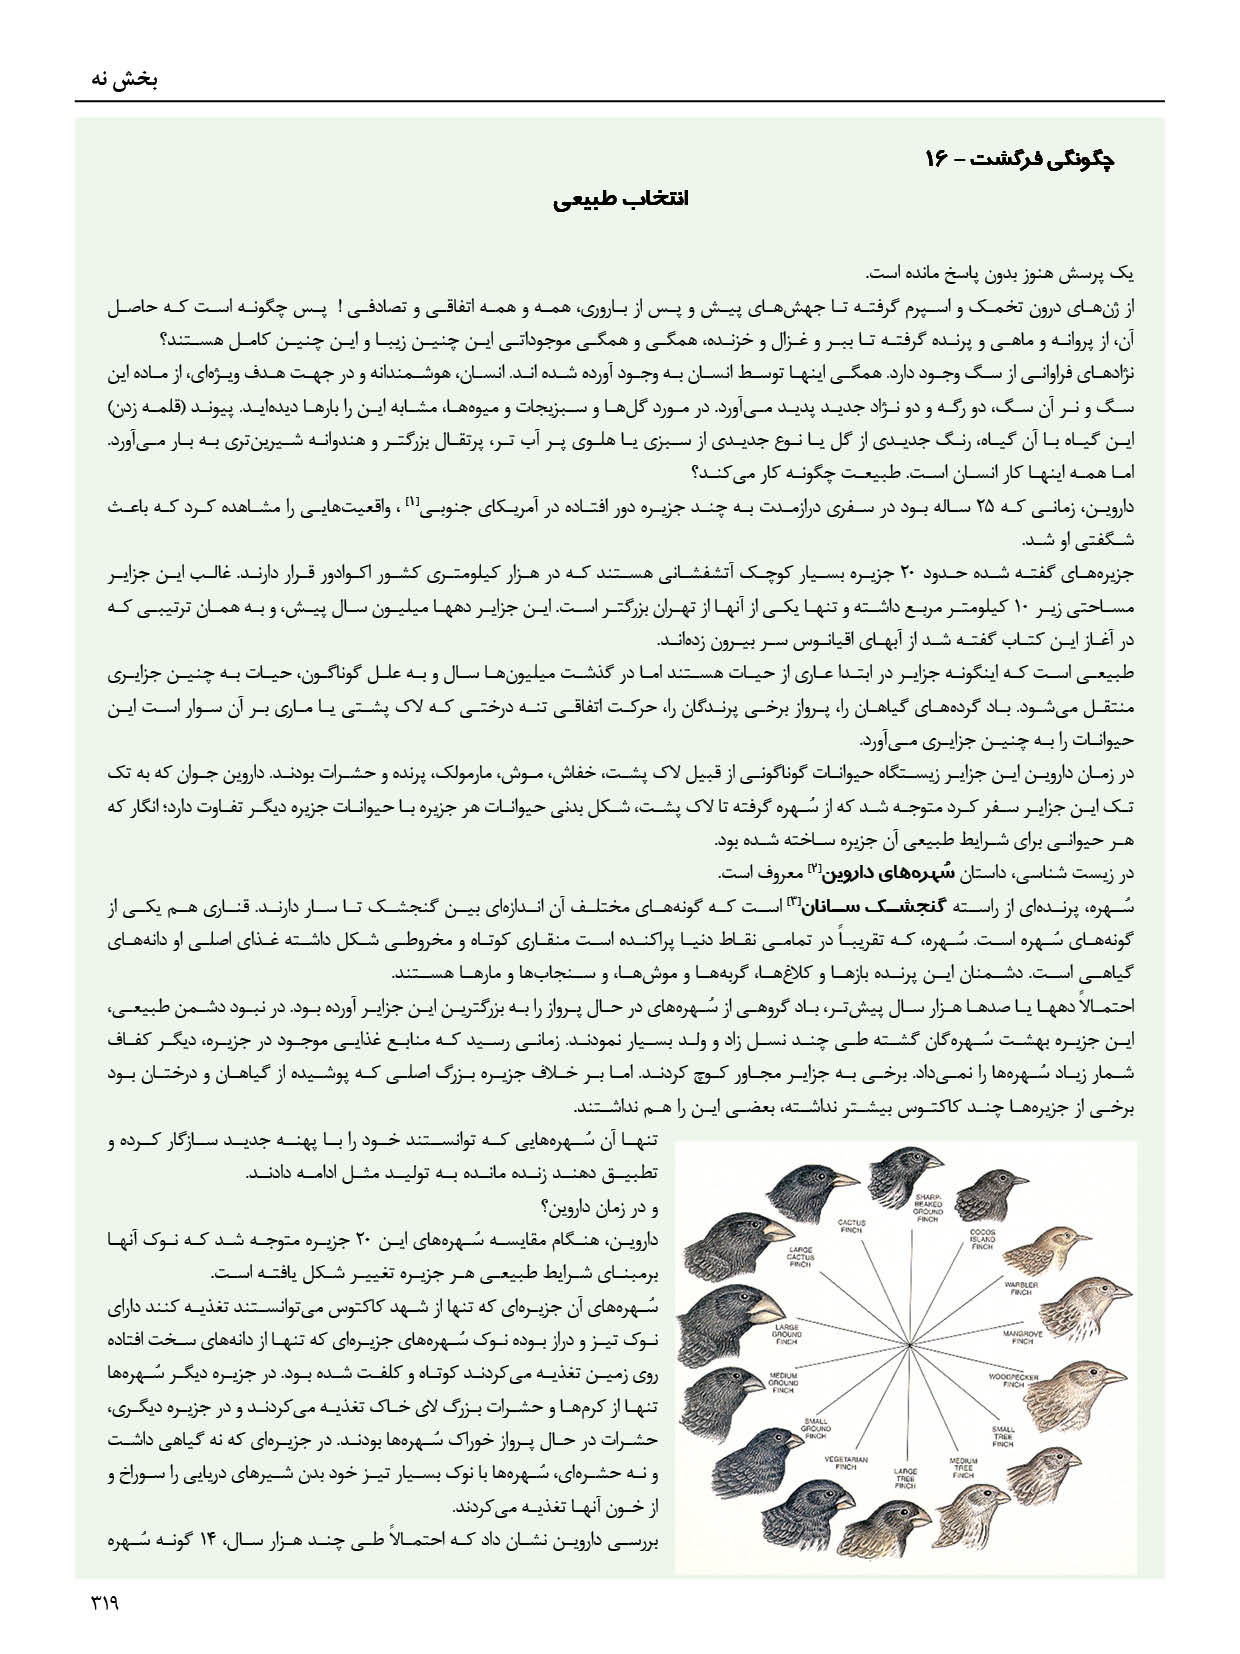 بخش نه
چگونگی فرگشت – ۱۶
انتخاب طبیعی
یک پرسش هنوز بدون پاسخ مانده است.
از ژن‌های درون تخمک و اسپرم گرفته تا جهش‌های پیش و پس از باروری، همه و همه اتفاقی و تصادفی ! پس چگونه است که حاصل
آن، از پروانه و ماهی و پرنده گرفته تا ببر و غزال و خزنده، همگی و همگی موجوداتی این چنین زیبا و این چنین کامل هستند؟
نژادهای فراوانی از سگ وجود دارد. همگی اینها توسط انسان به وجود آورده شده اند. انسان، هوشمندانه و در جهت هدف ویژه‌ای، از ماده این
سگ و نر آن سگ، دو رگه و دو نژاد جدید پدید می‌آورد. در مورد گل‌ها و سبزیجات و میوه‌ها، مشابه این را بارها دیده‌اید. پیوند (قلمه زدن)
این گیاه با آن گیاه، رنگ جدیدی از گل یا نوع جدیدی از سبزی یا هلوی پر آب تر، پرتقال بزرگتر و هندوانه شیرین‌تری به بار می‌آورد.
اما همه اینها کار انسان است. طبیعت چگونه کار می‌کند؟
داروین، زمانی که ۲۵ ساله بود در سفری درازمدت به چند جزیره دور افتاده در آمریکای جنوبی[۱] ، واقعیت‌هایی را مشاهده کرد که باعث
شگفتی او شد.
جزیره‌های گفته شده حدود ۲۰ جزیره بسیار کوچک آتشفشانی هستند که در هزار کیلومتری کشور اکوادور قرار دارند. غالب این جزایر
مساحتی زیر ۱۰ کیلومتر مربع داشته و تنها یکی از آنها از تهران بزرگتر است. این جزایر دهها میلیون سال پیش، و به همان ترتیبی که
در آغاز این کتاب گفته شد از آبهای اقیانوس سر بیرون زده‌اند.
طبیعی است که اینگونه جزایر در ابتدا عاری از حیات هستند اما در گذشت میلیون‌ها سال و به علل گوناگون، حیات به چنین جزایری
منتقل می‌شود. باد گرده‌های گیاهان را، پرواز برخی پرندگان را، حرکت اتفاقی تنه درختی که لاک پشتی یا ماری بر آن سوار است این
حیوانات را به چنین جزایری می‌آورد.
در زمان داروین این جزایر زیستگاه حیوانات گوناگونی از قبیل لاک پشت، خفاش، موش، مارمولک، پرنده و حشرات بودند. داروین جوان که به تک
تک این جزایر سفر کرد متوجه شد که از سُهره گرفته تا لاک پشت، شکل بدنی حیوانات هر جزیره با حیوانات جزیره دیگر تفاوت دارد؛ انگار که
هر حیوانی برای شرایط طبیعی آن جزیره ساخته شده بود.
در زیست شناسی، داستان سُهره‌های داروین[۲] معروف است.
سُهره، پرنده‌ای از راسته گنجشک سانان[۳] است که گونه‌های مختلف آن اندازه‌ای بین گنجشک تا سار دارند. قناری هم یکی از
گونه‌های سُهره است. سُهره، که تقریباً در تمامی نقاط دنیا پراکنده است منقاری کوتاه و مخروطی شکل داشته غذای اصلی او دانه‌های
گیاهی است. دشمنان این پرنده بازها و کلاغ‌ها، گربه‌ها و موش‌ها، و سنجاب‌ها و مارها هستند.
احتمالاً دهها یا صدها هزار سال پیش‌تر، باد گروهی از سُهره‌های در حال پرواز را به بزرگترین این جزایر آورده بود. در نبود دشمن طبیعی،
این جزیره بهشت سُهره‌گان گشته طی چند نسل زاد و ولد بسیار نمودند. زمانی رسید که منابع غذایی موجود در جزیره، دیگر کفاف
شمار زیاد سُهره‌ها را نمی‌داد. برخی به جزایر مجاور کوچ کردند. اما بر خلاف جزیره بزرگ اصلی که پوشیده از گیاهان و درختان بود
برخی از جزیره‌ها چند کاکتوس بیشتر نداشته، بعضی این را هم نداشتند.
تنها آن سُهره‌هایی که توانستند خود را با پهنه جدید سازگار کرده و
تطبیق دهند زنده مانده به تولید مثل ادامه دادند.
و در زمان داروین؟
داروین، هنگام مقایسه سُهره‌های این ۲۰ جزیره متوجه شد که نوک آنها
برمبنای شرایط طبیعی هر جزیره تغییر شکل یافته است.
سُهره‌های آن جزیره‌ای که تنها از شهد کاکتوس می‌توانستند تغذیه کنند دارای
نوک تیز و دراز بوده نوک سُهره‌های جزیره‌ای که تنها از دانه‌های سخت افتاده
روی زمین تغذیه می‌کردند کوتاه و کلفت شده بود. در جزیره دیگر سُهره‌ها
تنها از کرم‌ها و حشرات بزرگ لای خاک تغذیه می‌کردند و در جزیره دیگری،
حشرات در حال پرواز خوراک سُهره‌ها بودند. در جزیره‌ای که نه گیاهی داشت
و نه حشره‌ای، سُهره‌ها با نوک بسیار تیز خود بدن شیرهای دریایی را سوراخ و
از خون آنها تغذیه می‌کردند.
بررسی داروین نشان داد که احتمالاً طی چند هزار سال، ۱۴ گونه سُهره
SHARP-
BEAKED
GROUND
FINCH
COCOS
ISLAND
FINCH
WARBLER
FINCH
MANGROVE
FINCH
WOODPECKER
FINCH
SMALL
TREE
FINCH
MEDIUM
TREE
FINCH
LARGE
TREE
FINCH
VEGETARIAN
FINCH
SMALL
GROUND
FINCH
MEDIUM
GROUND
FINCH
LARGE
GROUND
FINCH
LARGE
CACTUS
FINCH
CACTUS
FINCH
۳۱۹